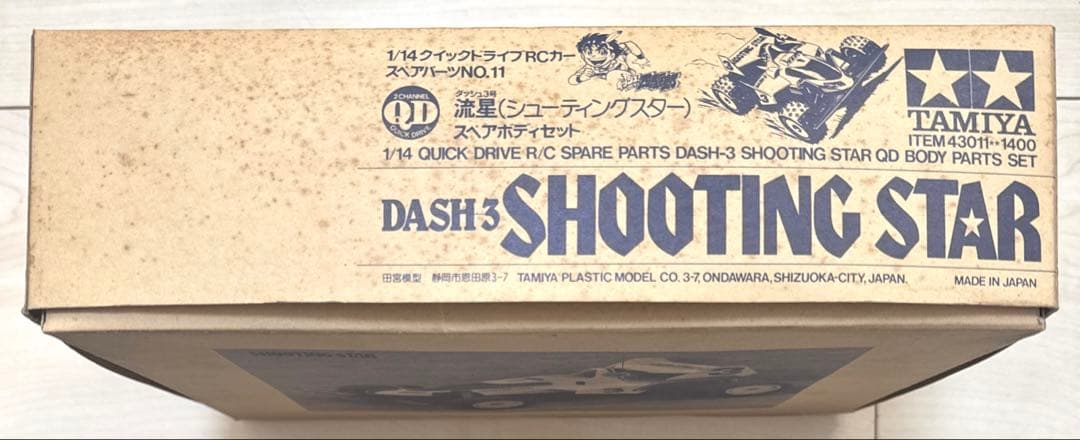 1/14クイックドライブRCカー
スペアパーツNO.11
2 CHANNEL
QD
QUICK DRIVE
ダッシュ3号
流星(シューティングスター)
スペアボディセット
TAMIYA
ITEM 43011**1400
1/14 QUICK DRIVE R/C SPARE PARTS DASH-3 SHOOTING STAR QD BODY PARTS SET
DASH-3 SHOOTING STAR
田宮模型 静岡市恩田原3-7 TAMIYA PLASTIC MODEL CO. 3-7, ONDAWARA, SHIZUOKA-CITY, JAPAN. MADE IN JAPAN
SHOOTING STAR